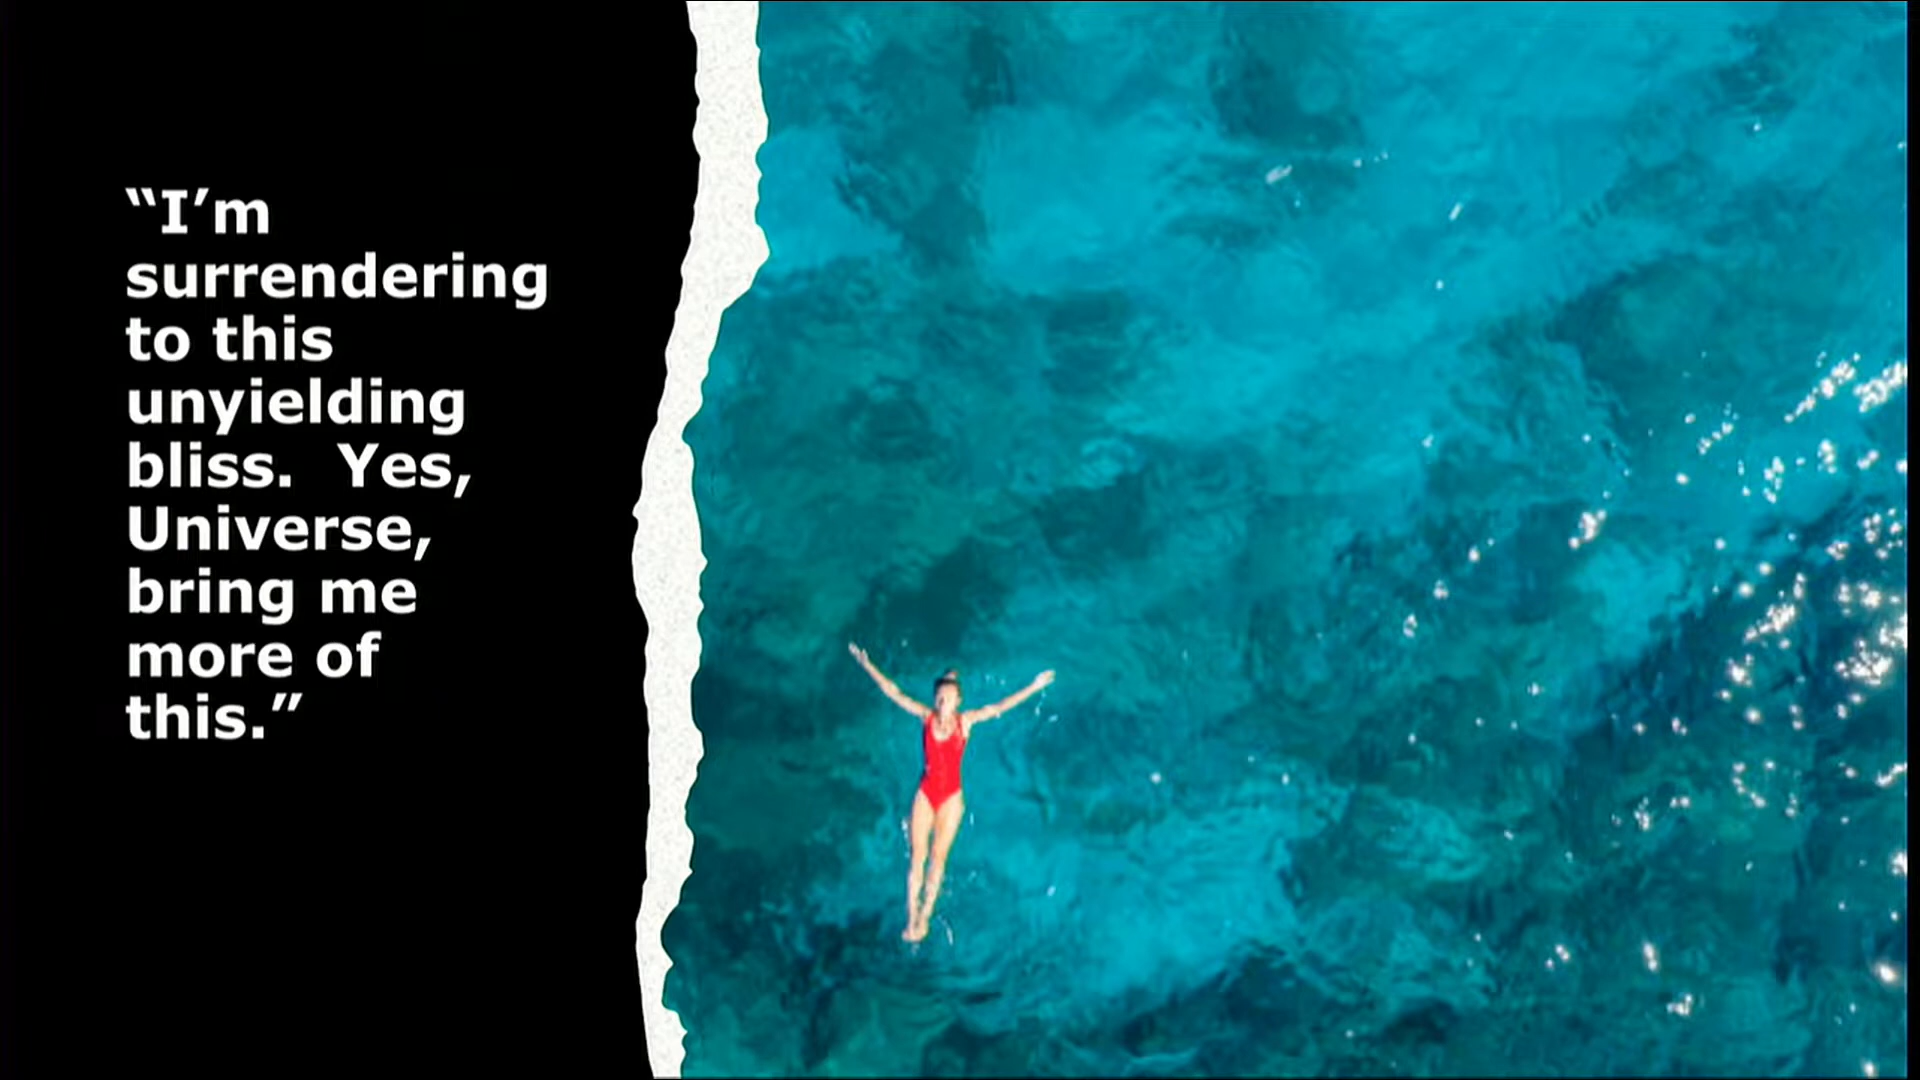 “I’m
surrendering
to this
unyielding
bliss.  Yes,
Universe,
bring me
more of
this.”